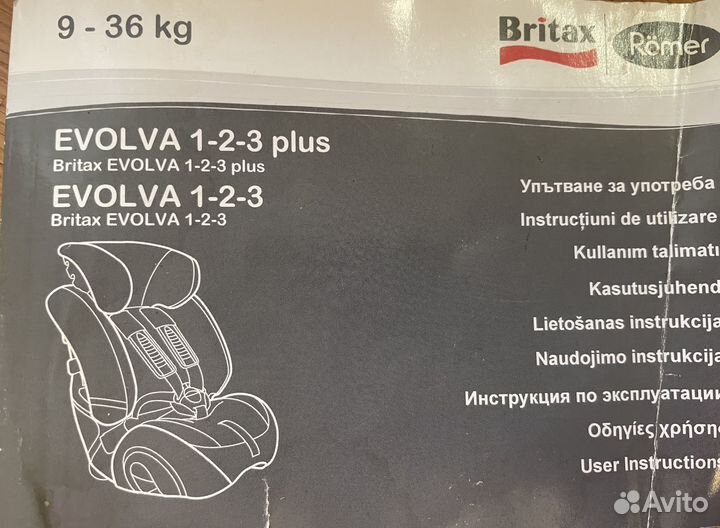 9 - 36 kg
Britax
Römer
EVOLVA 1-2-3 plus
Britax EVOLVA 1-2-3 plus
EVOLVA 1-2-3
Britax EVOLVA 1-2-3
Упътване за употреба
Instrucţiuni de utilizare
Kullanım talimatı
Kasutusjuhend
Lietošanas instrukcija
Naudojimo instrukcija
Инструкция по эксплуатации
Οδηγίες χρήσης
User Instructions
Avito